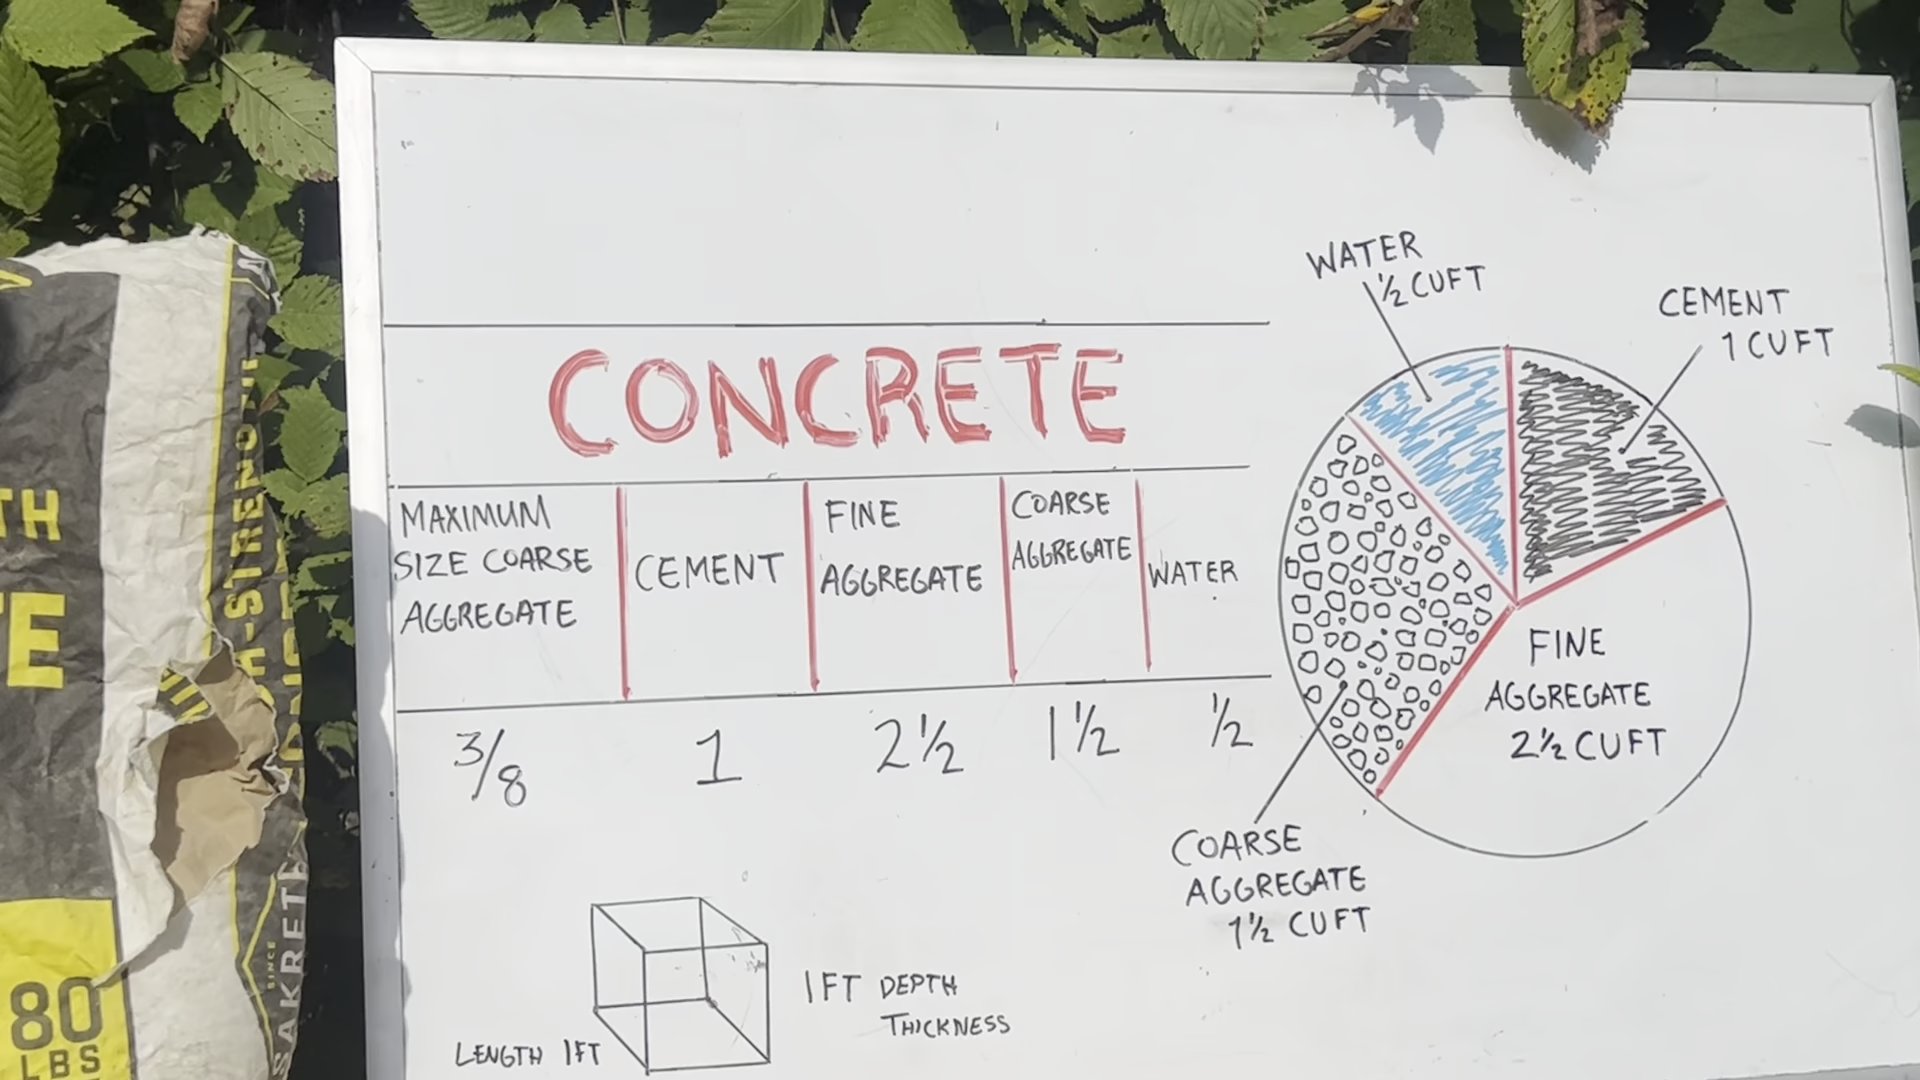 CONCRETE
MAXIMUM
SIZE COARSE
AGGREGATE
CEMENT
FINE
AGGREGATE
COARSE
AGGREGATE
WATER
3/8
1
2½
1½
½
WATER
½ CUFT
CEMENT
1 CUFT
FINE
AGGREGATE
2½ CUFT
COARSE
AGGREGATE
1½ CUFT
1FT DEPTH
THICKNESS
LENGTH 1FT
TH
E
80
LBS
SINCE
SAKRETE